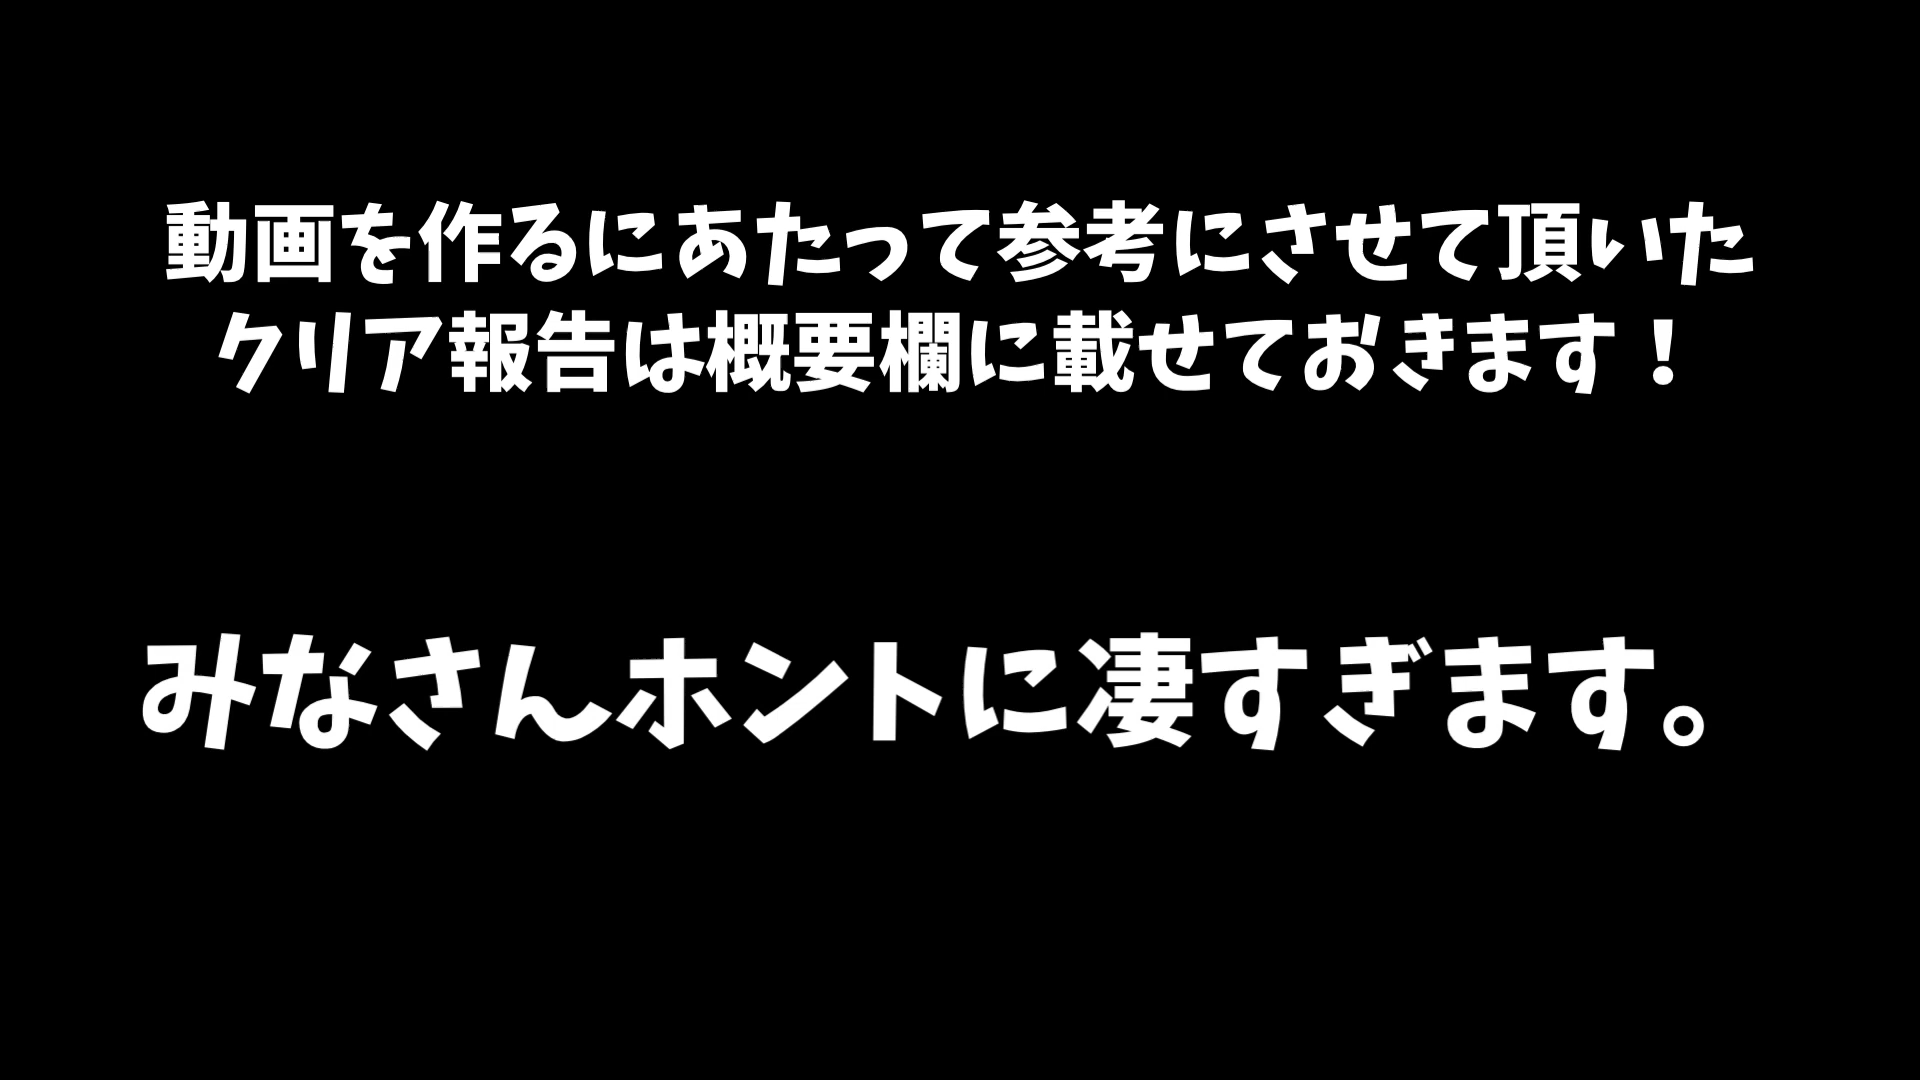 動画を作るにあたって参考にさせて頂いた
クリア報告は概要欄に載せておきます！
みなさんホントに凄すぎます。